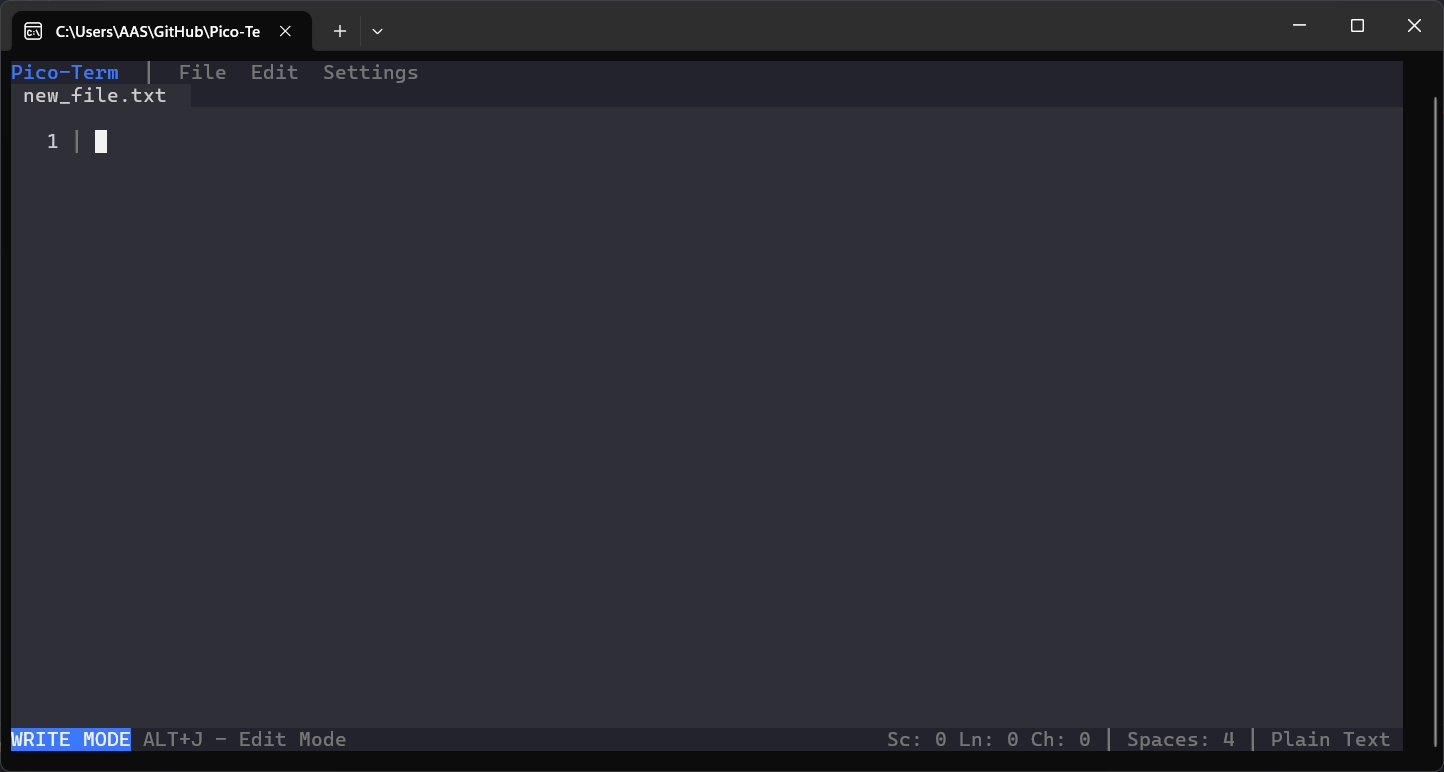 C:\Users\AAS\GitHub\Pico-Te
Pico-Term | File Edit Settings
new_file.txt
1 |
WRITE MODE ALT+J - Edit Mode Sc: 0 Ln: 0 Ch: 0 | Spaces: 4 | Plain Text